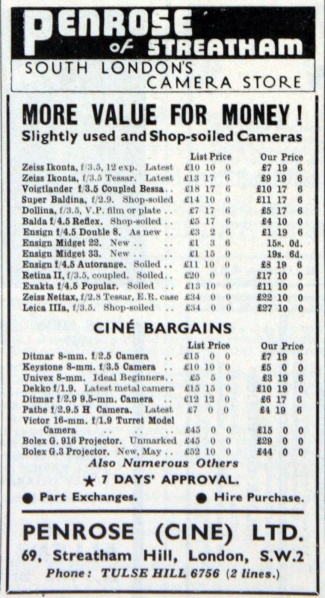 PENROSE
of STREATHAM
SOUTH LONDON'S
CAMERA STORE
MORE VALUE FOR MONEY!
Slightly used and Shop-soiled Cameras
List Price Our Price
Zeiss Ikonta, f/3.5, 12 exp. Latest £10 10 0 £7 19 6
Zeiss Ikonta, f/3.5 Tessar. Latest £13 17 6 £9 19 6
Voigtlander f/3.5 Coupled Bessa.. £18 17 6 £10 17 6
Super Baldina, f/2.9. Shop-soiled £14 10 0 £11 17 6
Dollina, f/3.5, V.P. film or plate .. £7 17 6 £5 17 6
Balda f/4.5 Reflex. Shop-soiled .. £5 17 6 £4 10 0
Ensign f/4.5 Double 8. As new .. £3 2 6 £1 19 6
Ensign Midget 22. New .. .. £1 3 6 15s. 0d.
Ensign Midget 33. New .. .. £1 15 0 19s. 6d.
Ensign f/4.5 Autorange. Soiled .. £11 10 0 £8 19 6
Retina II, f/3.5, coupled. Soiled.. £20 0 0 £17 10 0
Exakta f/4.5 Popular. Soiled .. £13 10 0 £11 10 0
Zeiss Nettax, f/2.8 Tessar, E.R. case £34 0 0 £22 10 0
Leica IIIa, f/3.5. Shop-soiled .. £34 0 0 £27 10 0
CINÉ BARGAINS
List Price Our Price
Ditmar 8-mm. f/2.5 Camera .. £15 0 0 £7 19 6
Keystone 8-mm. f/3.5 Camera .. £10 10 0 £5 0 0
Univex 8-mm. Ideal Beginners.. £5 5 0 £3 19 6
Dekko f/1.9. Latest metal camera £15 15 0 £10 19 0
Ditmar f/2.9 9.5-mm. Camera .. £12 12 0 £6 17 6
Pathe f/2.9.5 H Camera. Latest £7 0 0 £4 19 6
Victor 16-mm. f/1.9 Turret Model
Camera .. .. .. £45 0 0 £15 0 0
Bolex G. 916 Projector. Unmarked £45 0 0 £29 0 0
Bolex G.3 Projector. New, May .. £52 10 0 £44 0 0
Also Numerous Others
★ 7 DAYS' APPROVAL.
● Part Exchanges. ● Hire Purchase.
PENROSE (CINE) LTD.
69, Streatham Hill, London, S.W.2
Phone: TULSE HILL 6756 (2 lines.)